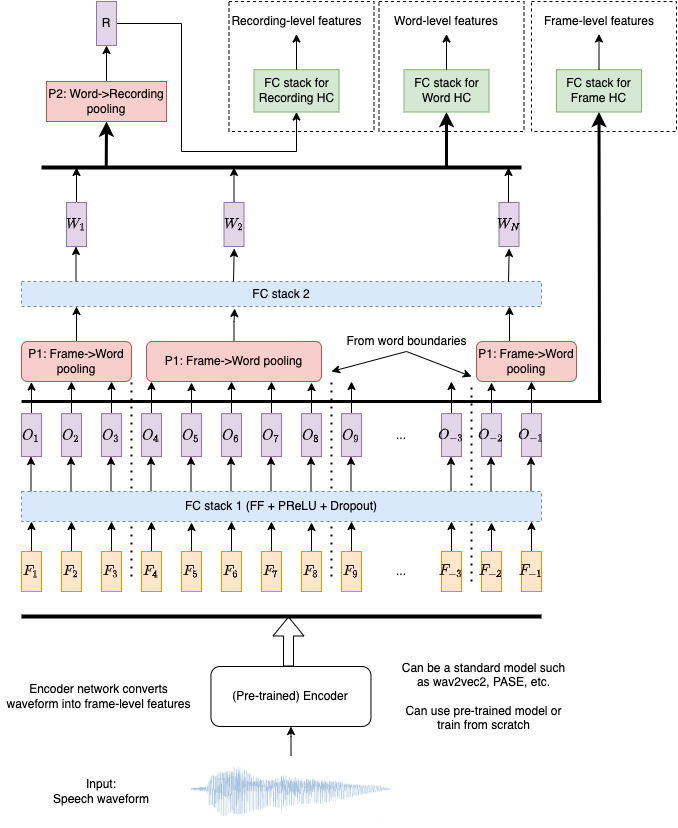 R
Recording-level features
Word-level features
Frame-level features
P2: Word->Recording
pooling
FC stack for
Recording HC
FC stack for
Word HC
FC stack for
Frame HC
W₁
W₂
W_N
FC stack 2
P1: Frame->Word
pooling
P1: Frame->Word pooling
From word boundaries
P1: Frame->Word
pooling
O₁ O₂ O₃ O₄ O₅ O₆ O₇ O₈ O₉ ... O₋₃ O₋₂ O₋₁
FC stack 1 (FF + PReLU + Dropout)
F₁ F₂ F₃ F₄ F₅ F₆ F₇ F₈ F₉ ... F₋₃ F₋₂ F₋₁
Encoder network converts
waveform into frame-level features
(Pre-trained) Encoder
Can be a standard model such
as wav2vec2, PASE, etc.
Can use pre-trained model or
train from scratch
Input:
Speech waveform